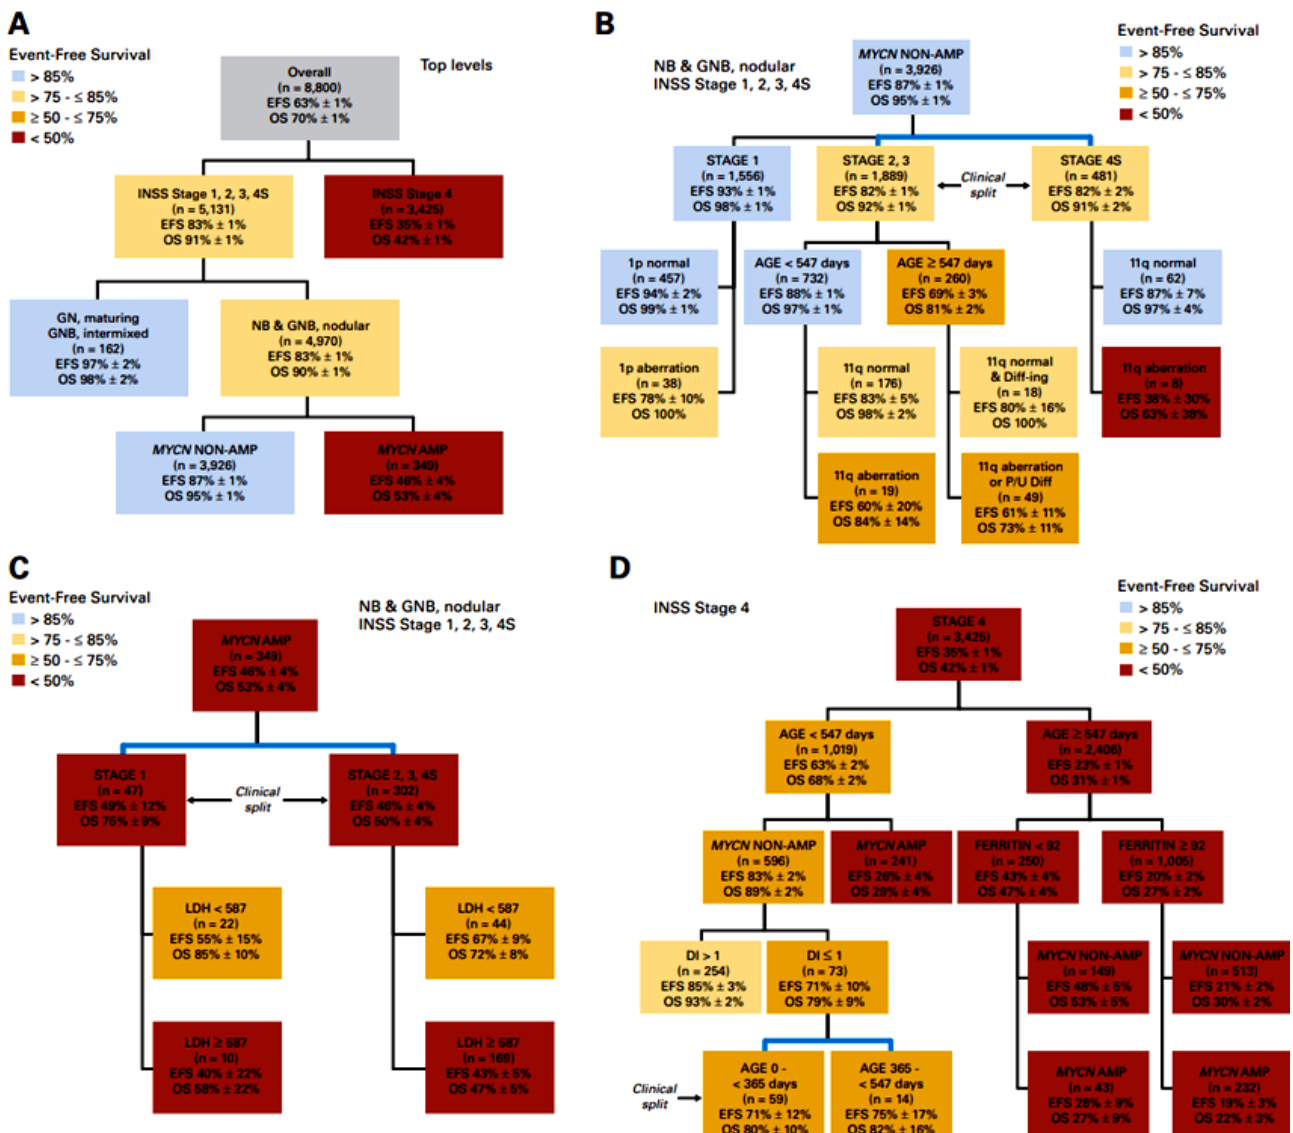 A
Event-Free Survival
> 85%
> 75 - ≤ 85%
≥ 50 - ≤ 75%
< 50%
Top levels
Overall
(n = 8,800)
EFS 63% ± 1%
OS 70% ± 1%
INSS Stage 1, 2, 3, 4S
(n = 5,131)
EFS 83% ± 1%
OS 91% ± 1%
INSS Stage 4
(n = 3,425)
EFS 35% ± 1%
OS 42% ± 1%
GN, maturing
GNB, intermixed
(n = 162)
EFS 97% ± 2%
OS 98% ± 2%
NB & GNB, nodular
(n = 4,970)
EFS 83% ± 1%
OS 90% ± 1%
MYCN NON-AMP
(n = 3,926)
EFS 87% ± 1%
OS 95% ± 1%
MYCN AMP
(n = 349)
EFS 46% ± 4%
OS 53% ± 4%
B
NB & GNB, nodular
INSS Stage 1, 2, 3, 4S
Event-Free Survival
> 85%
> 75 - ≤ 85%
≥ 50 - ≤ 75%
< 50%
MYCN NON-AMP
(n = 3,926)
EFS 87% ± 1%
OS 95% ± 1%
STAGE 1
(n = 1,556)
EFS 93% ± 1%
OS 98% ± 1%
STAGE 2, 3
(n = 1,889)
EFS 82% ± 1%
OS 92% ± 1%
Clinical
split
STAGE 4S
(n = 481)
EFS 82% ± 2%
OS 91% ± 2%
1p normal
(n = 457)
EFS 94% ± 2%
OS 99% ± 1%
AGE < 547 days
(n = 732)
EFS 88% ± 1%
OS 97% ± 1%
AGE ≥ 547 days
(n = 260)
EFS 69% ± 3%
OS 81% ± 2%
11q normal
(n = 62)
EFS 87% ± 7%
OS 97% ± 4%
1p aberration
(n = 38)
EFS 78% ± 10%
OS 100%
11q normal
(n = 176)
EFS 83% ± 5%
OS 98% ± 2%
11q normal
& Diff-ing
(n = 18)
EFS 80% ± 16%
OS 100%
11q aberration
(n = 8)
EFS 38% ± 30%
OS 63% ± 38%
11q aberration
(n = 19)
EFS 60% ± 20%
OS 84% ± 14%
11q aberration
or P/U Diff
(n = 49)
EFS 61% ± 11%
OS 73% ± 11%
C
Event-Free Survival
> 85%
> 75 - ≤ 85%
≥ 50 - ≤ 75%
< 50%
NB & GNB, nodular
INSS Stage 1, 2, 3, 4S
MYCN AMP
(n = 349)
EFS 46% ± 4%
OS 53% ± 4%
STAGE 1
(n = 47)
EFS 49% ± 12%
OS 76% ± 9%
Clinical
split
STAGE 2, 3, 4S
(n = 302)
EFS 46% ± 4%
OS 50% ± 4%
LDH < 587
(n = 22)
EFS 55% ± 15%
OS 85% ± 10%
LDH < 587
(n = 44)
EFS 67% ± 9%
OS 72% ± 8%
LDH ≥ 587
(n = 10)
EFS 40% ± 22%
OS 58% ± 22%
LDH ≥ 587
(n = 169)
EFS 43% ± 5%
OS 47% ± 5%
D
INSS Stage 4
Event-Free Survival
> 85%
> 75 - ≤ 85%
≥ 50 - ≤ 75%
< 50%
STAGE 4
(n = 3,425)
EFS 35% ± 1%
OS 42% ± 1%
AGE < 547 days
(n = 1,019)
EFS 63% ± 2%
OS 68% ± 2%
AGE ≥ 547 days
(n = 2,406)
EFS 23% ± 1%
OS 31% ± 1%
MYCN NON-AMP
(n = 596)
EFS 83% ± 2%
OS 89% ± 2%
MYCN AMP
(n = 241)
EFS 26% ± 4%
OS 29% ± 4%
FERRITIN < 92
(n = 250)
EFS 43% ± 4%
OS 47% ± 4%
FERRITIN ≥ 92
(n = 1,005)
EFS 20% ± 2%
OS 27% ± 2%
DI > 1
(n = 254)
EFS 85% ± 3%
OS 93% ± 2%
DI ≤ 1
(n = 73)
EFS 71% ± 10%
OS 79% ± 9%
MYCN NON-AMP
(n = 149)
EFS 48% ± 5%
OS 53% ± 5%
MYCN NON-AMP
(n = 513)
EFS 21% ± 2%
OS 30% ± 2%
Clinical
split
AGE 0 -
< 365 days
(n = 59)
EFS 71% ± 12%
OS 80% ± 10%
AGE 365 -
< 547 days
(n = 14)
EFS 75% ± 17%
OS 82% ± 16%
MYCN AMP
(n = 43)
EFS 28% ± 9%
OS 27% ± 9%
MYCN AMP
(n = 232)
EFS 19% ± 3%
OS 22% ± 3%